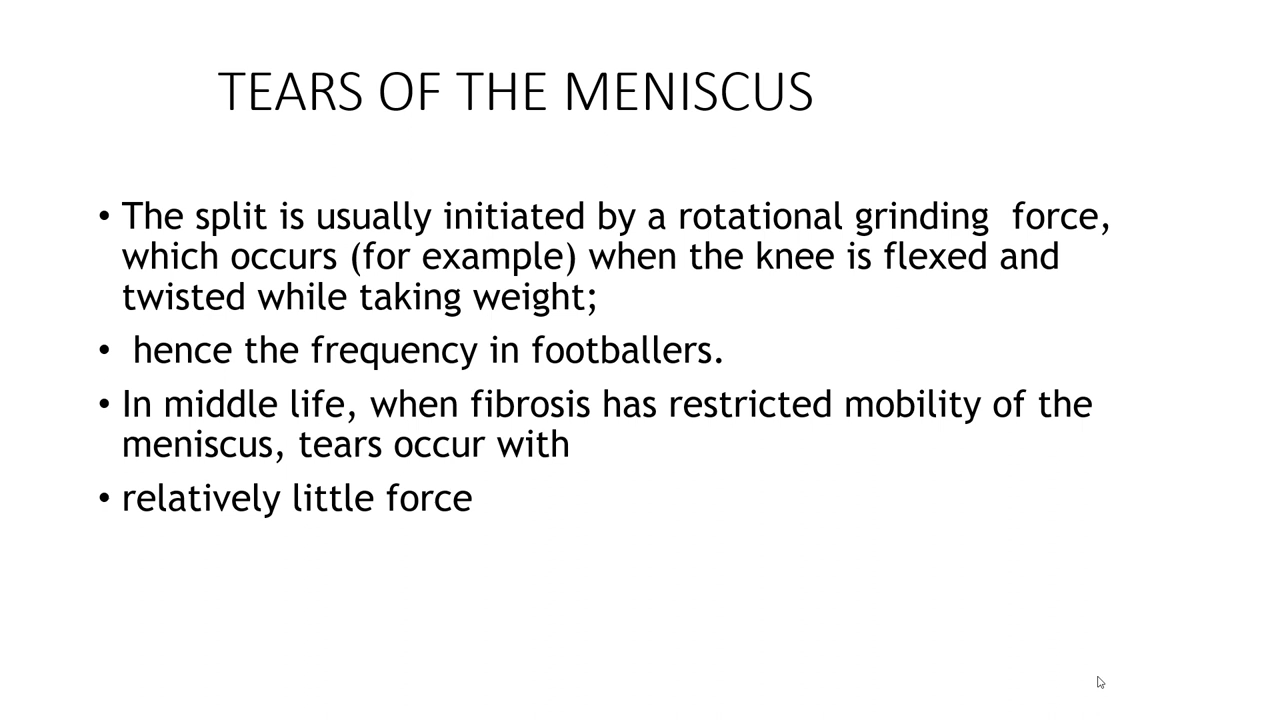 TEARS OF THE MENISCUS
• The split is usually initiated by a rotational grinding  force,
which occurs (for example) when the knee is flexed and
twisted while taking weight;
•  hence the frequency in footballers.
• In middle life, when fibrosis has restricted mobility of the
meniscus, tears occur with
• relatively little force